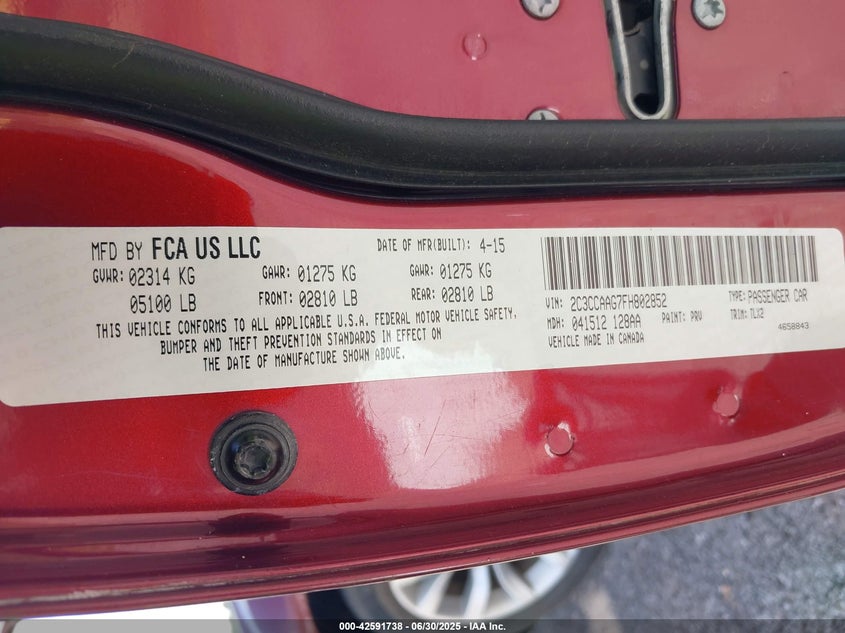 MFD BY FCA US LLC DATE OF MFR(BUILT): 4-15
GVWR: 02314 KG GAWR: 01275 KG GAWR: 01275 KG
05100 LB FRONT: 02810 LB REAR: 02810 LB
THIS VEHICLE CONFORMS TO ALL APPLICABLE U.S.A. FEDERAL MOTOR VEHICLE SAFETY,
BUMPER AND THEFT PREVENTION STANDARDS IN EFFECT ON
THE DATE OF MANUFACTURE SHOWN ABOVE.
VIN: 2C3CCAAG7FH802852 TYPE: PASSENGER CAR
MDH: 041512 128AA PAINT: PRV TRIM: TLX2
VEHICLE MADE IN CANADA 4658843
000-42591738 - 06/30/2025 - IAA Inc.